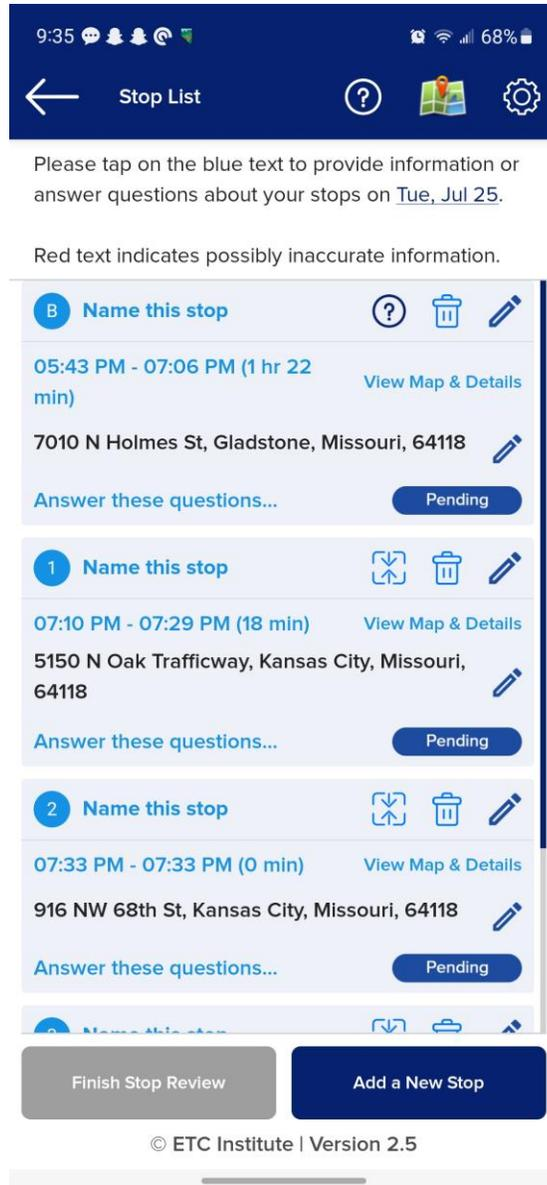 9:35
68%
Stop List
?
Please tap on the blue text to provide information or
answer questions about your stops on Tue, Jul 25.
Red text indicates possibly inaccurate information.
B Name this stop ?
05:43 PM - 07:06 PM (1 hr 22
min)
View Map & Details
7010 N Holmes St, Gladstone, Missouri, 64118
Answer these questions... Pending
1 Name this stop
07:10 PM - 07:29 PM (18 min) View Map & Details
5150 N Oak Trafficway, Kansas City, Missouri,
64118
Answer these questions... Pending
2 Name this stop
07:33 PM - 07:33 PM (0 min) View Map & Details
916 NW 68th St, Kansas City, Missouri, 64118
Answer these questions... Pending
Name this stop
Finish Stop Review Add a New Stop
© ETC Institute | Version 2.5